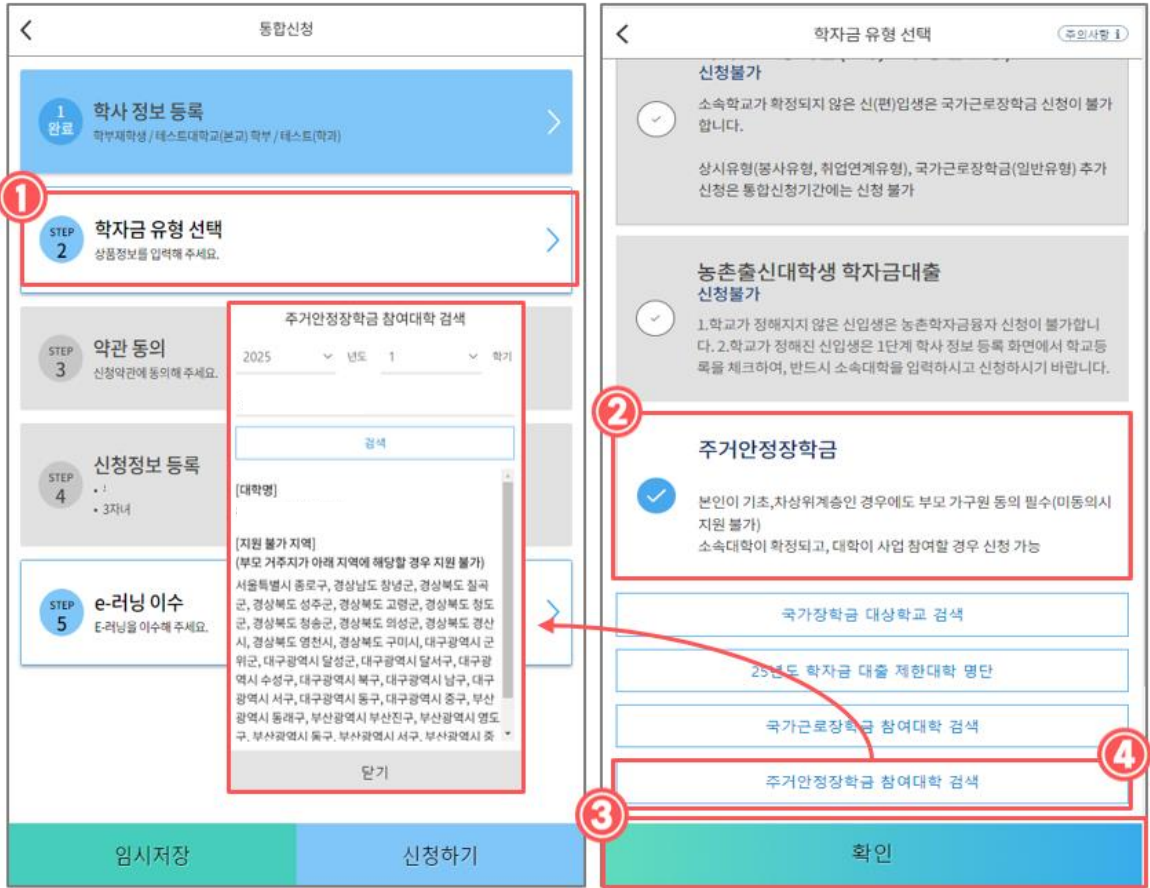 통합신청
1
완료
학사 정보 등록
학부재학생 / 테스트대학교(본교) 학부 / 테스트(학과)
1
STEP
2
학자금 유형 선택
상품정보를 입력해 주세요.
STEP
3
약관 동의
신청약관에 동의해 주세요.
STEP
4
신청정보 등록
• 3자녀
STEP
5
e-러닝 이수
E-러닝을 이수해 주세요.
주거안정장학금 참여대학 검색
2025 년도 1 학기
검색
[대학명]
[지원 불가 지역]
(부모 거주지가 아래 지역에 해당할 경우 지원 불가)
서울특별시 종로구, 경상남도 창녕군, 경상북도 칠곡
군, 경상북도 성주군, 경상북도 고령군, 경상북도 청도
군, 경상북도 청송군, 경상북도 의성군, 경상북도 경산
시, 경상북도 영천시, 경상북도 구미시, 대구광역시 군
위군, 대구광역시 달성군, 대구광역시 달서구, 대구광
역시 수성구, 대구광역시 북구, 대구광역시 남구, 대구
광역시 서구, 대구광역시 동구, 대구광역시 중구, 부산
광역시 동래구, 부산광역시 부산진구, 부산광역시 영도
구, 부산광역시 동구, 부산광역시 서구, 부산광역시 중
닫기
임시저장
신청하기
학자금 유형 선택
주의사항 i
신청불가
소속학교가 확정되지 않은 신(편)입생은 국가근로장학금 신청이 불가
합니다.
상시유형(봉사유형, 취업연계유형), 국가근로장학금(일반유형) 추가
신청은 통합신청기간에는 신청 불가
농촌출신대학생 학자금대출
신청불가
1.학교가 정해지지 않은 신입생은 농촌학자금융자 신청이 불가합니
다. 2.학교가 정해진 신입생은 1단계 학사 정보 등록 화면에서 학교등
록을 체크하여, 반드시 소속대학을 입력하시고 신청하시기 바랍니다.
2
주거안정장학금
본인이 기초,차상위계층인 경우에도 부모 가구원 동의 필수(미동의시
지원 불가)
소속대학이 확정되고, 대학이 사업 참여할 경우 신청 가능
국가장학금 대상학교 검색
25년도 학자금 대출 제한대학 명단
국가근로장학금 참여대학 검색
4
주거안정장학금 참여대학 검색
3
확인